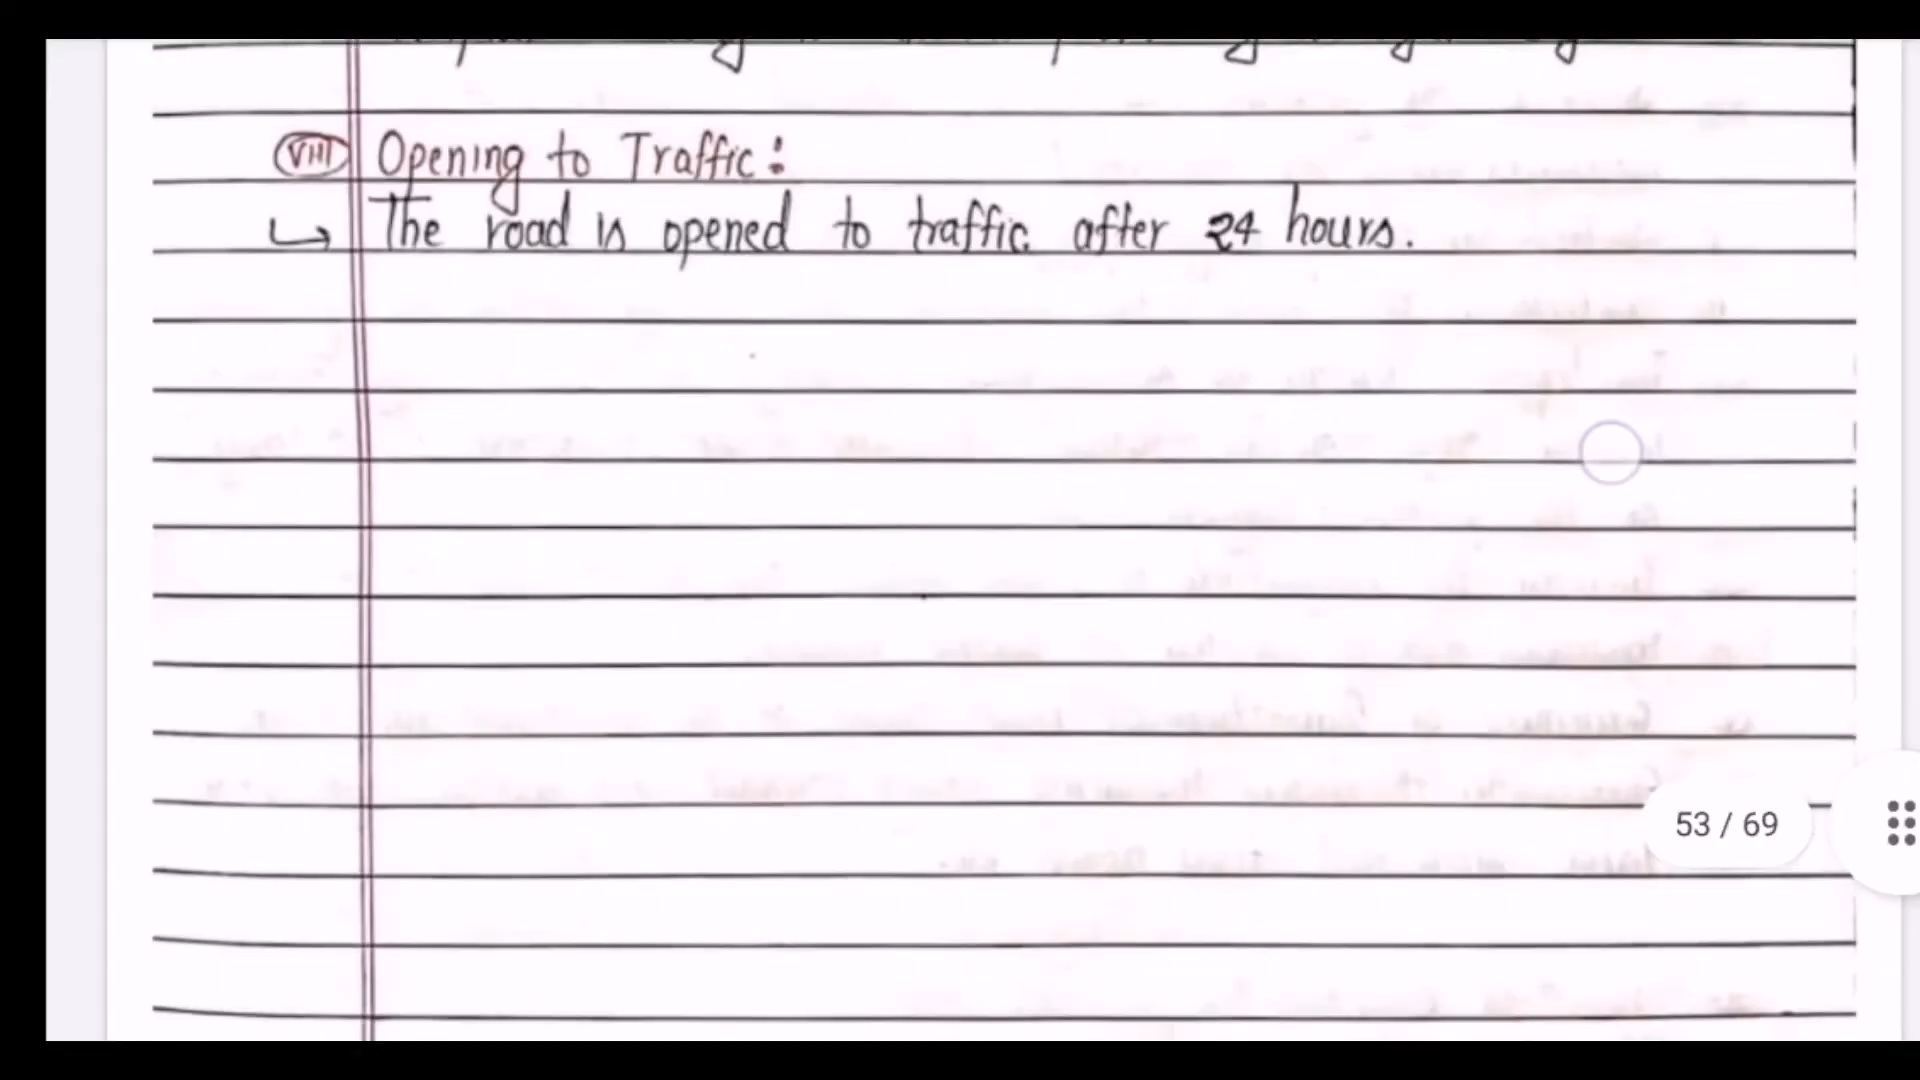 VIII Opening to Traffic:
↳ The road is opened to traffic after 24 hours.
53 / 69